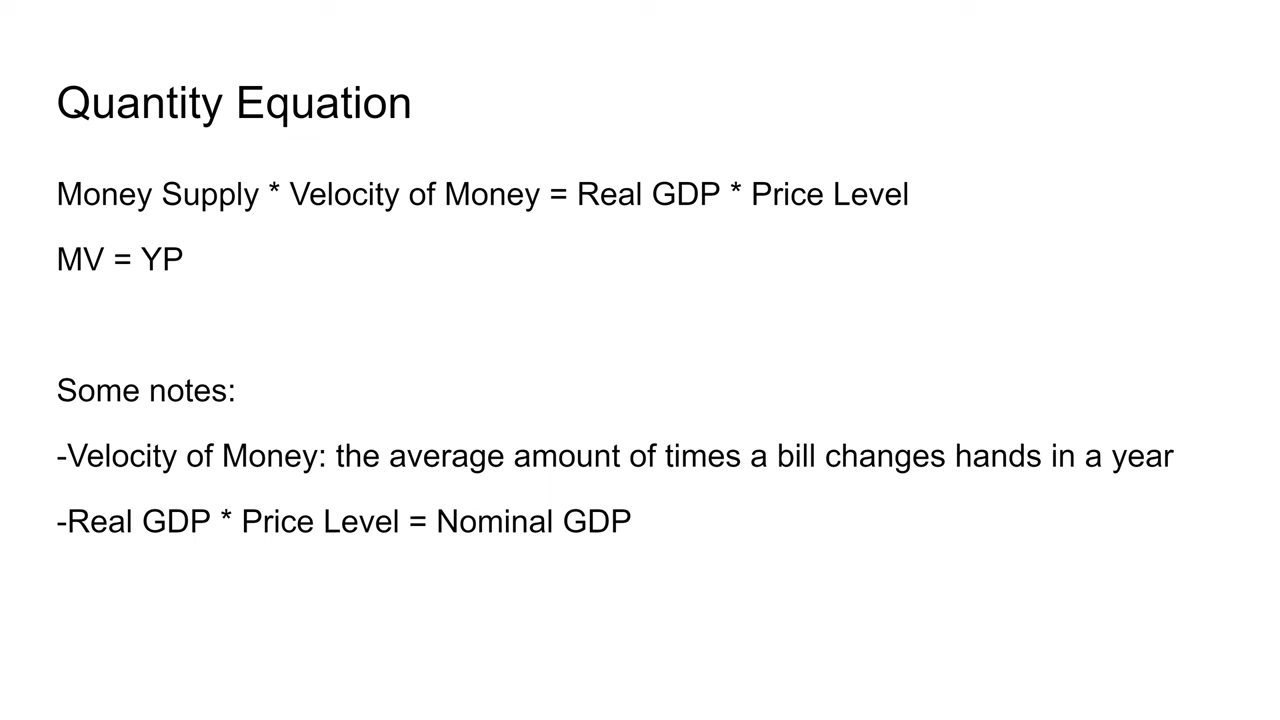 Quantity Equation
Money Supply * Velocity of Money = Real GDP * Price Level
MV = YP
Some notes:
-Velocity of Money: the average amount of times a bill changes hands in a year
-Real GDP * Price Level = Nominal GDP